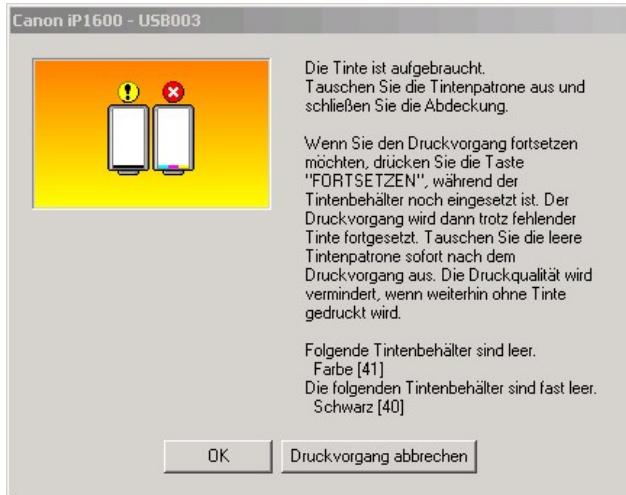 Canon iP1600 - USB003
Die Tinte ist aufgebraucht.
Tauschen Sie die Tintenpatrone aus und
schließen Sie die Abdeckung.
Wenn Sie den Druckvorgang fortsetzen
möchten, drücken Sie die Taste
"FORTSETZEN", während der
Tintenbehälter noch eingesetzt ist. Der
Druckvorgang wird dann trotz fehlender
Tinte fortgesetzt. Tauschen Sie die leere
Tintenpatrone sofort nach dem
Druckvorgang aus. Die Druckqualität wird
vermindert, wenn weiterhin ohne Tinte
gedruckt wird.
Folgende Tintenbehälter sind leer.
Farbe [41]
Die folgenden Tintenbehälter sind fast leer.
Schwarz [40]
OK
Druckvorgang abbrechen